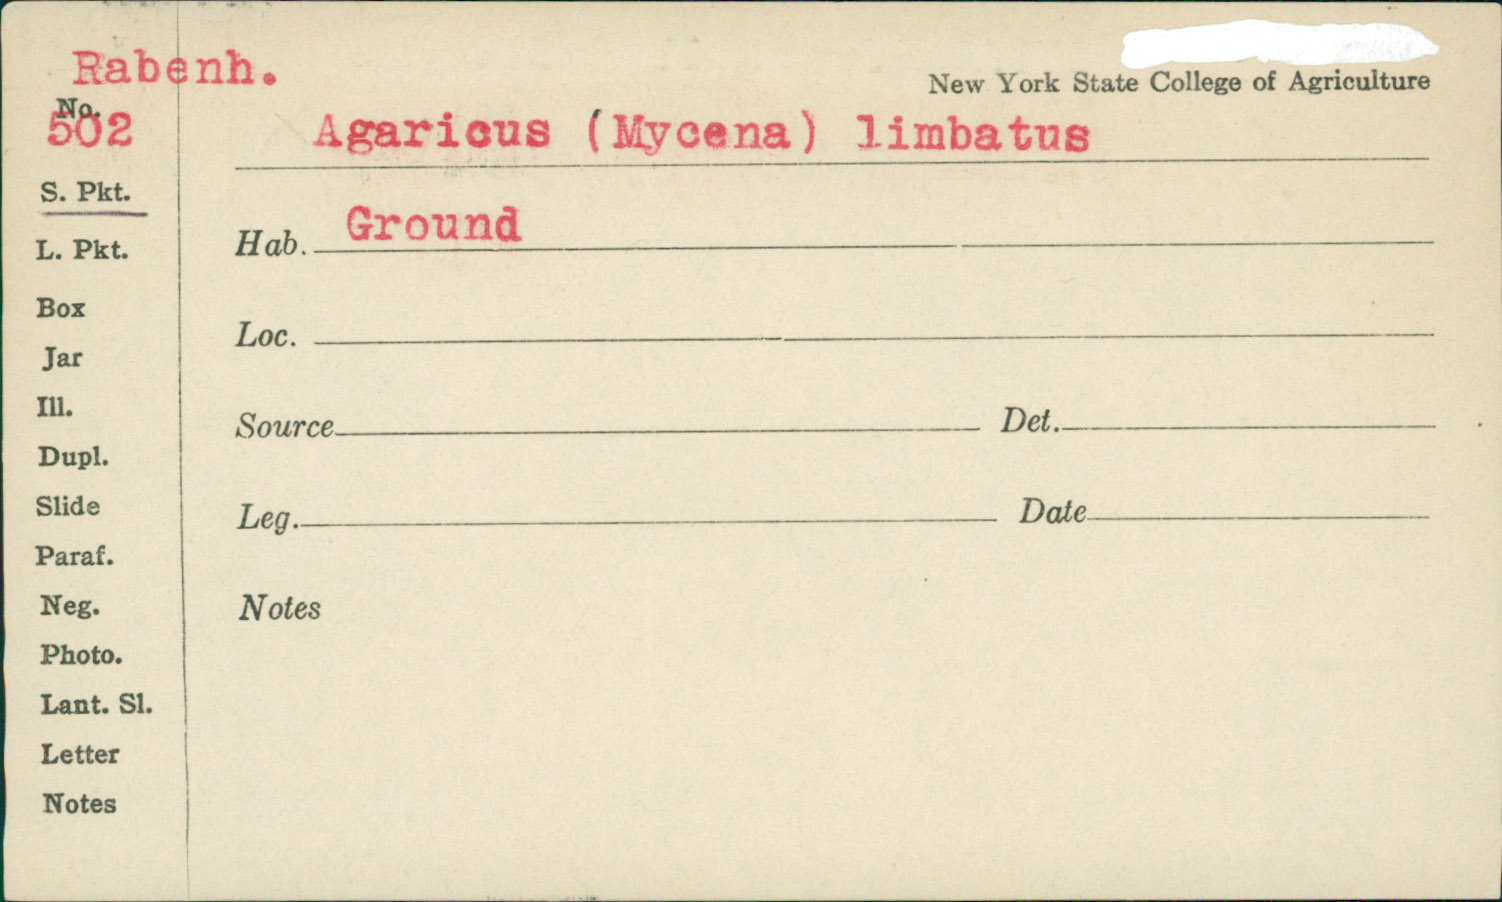 Rabenh.
New York State College of Agriculture
No.
502
Agaricus (Mycena) limbatus
S. Pkt.
Hab. Ground
L. Pkt.
Box
Loc.
Jar
Ill.
Source Det.
Dupl.
Slide
Leg. Date
Paraf.
Neg.
Notes
Photo.
Lant. Sl.
Letter
Notes